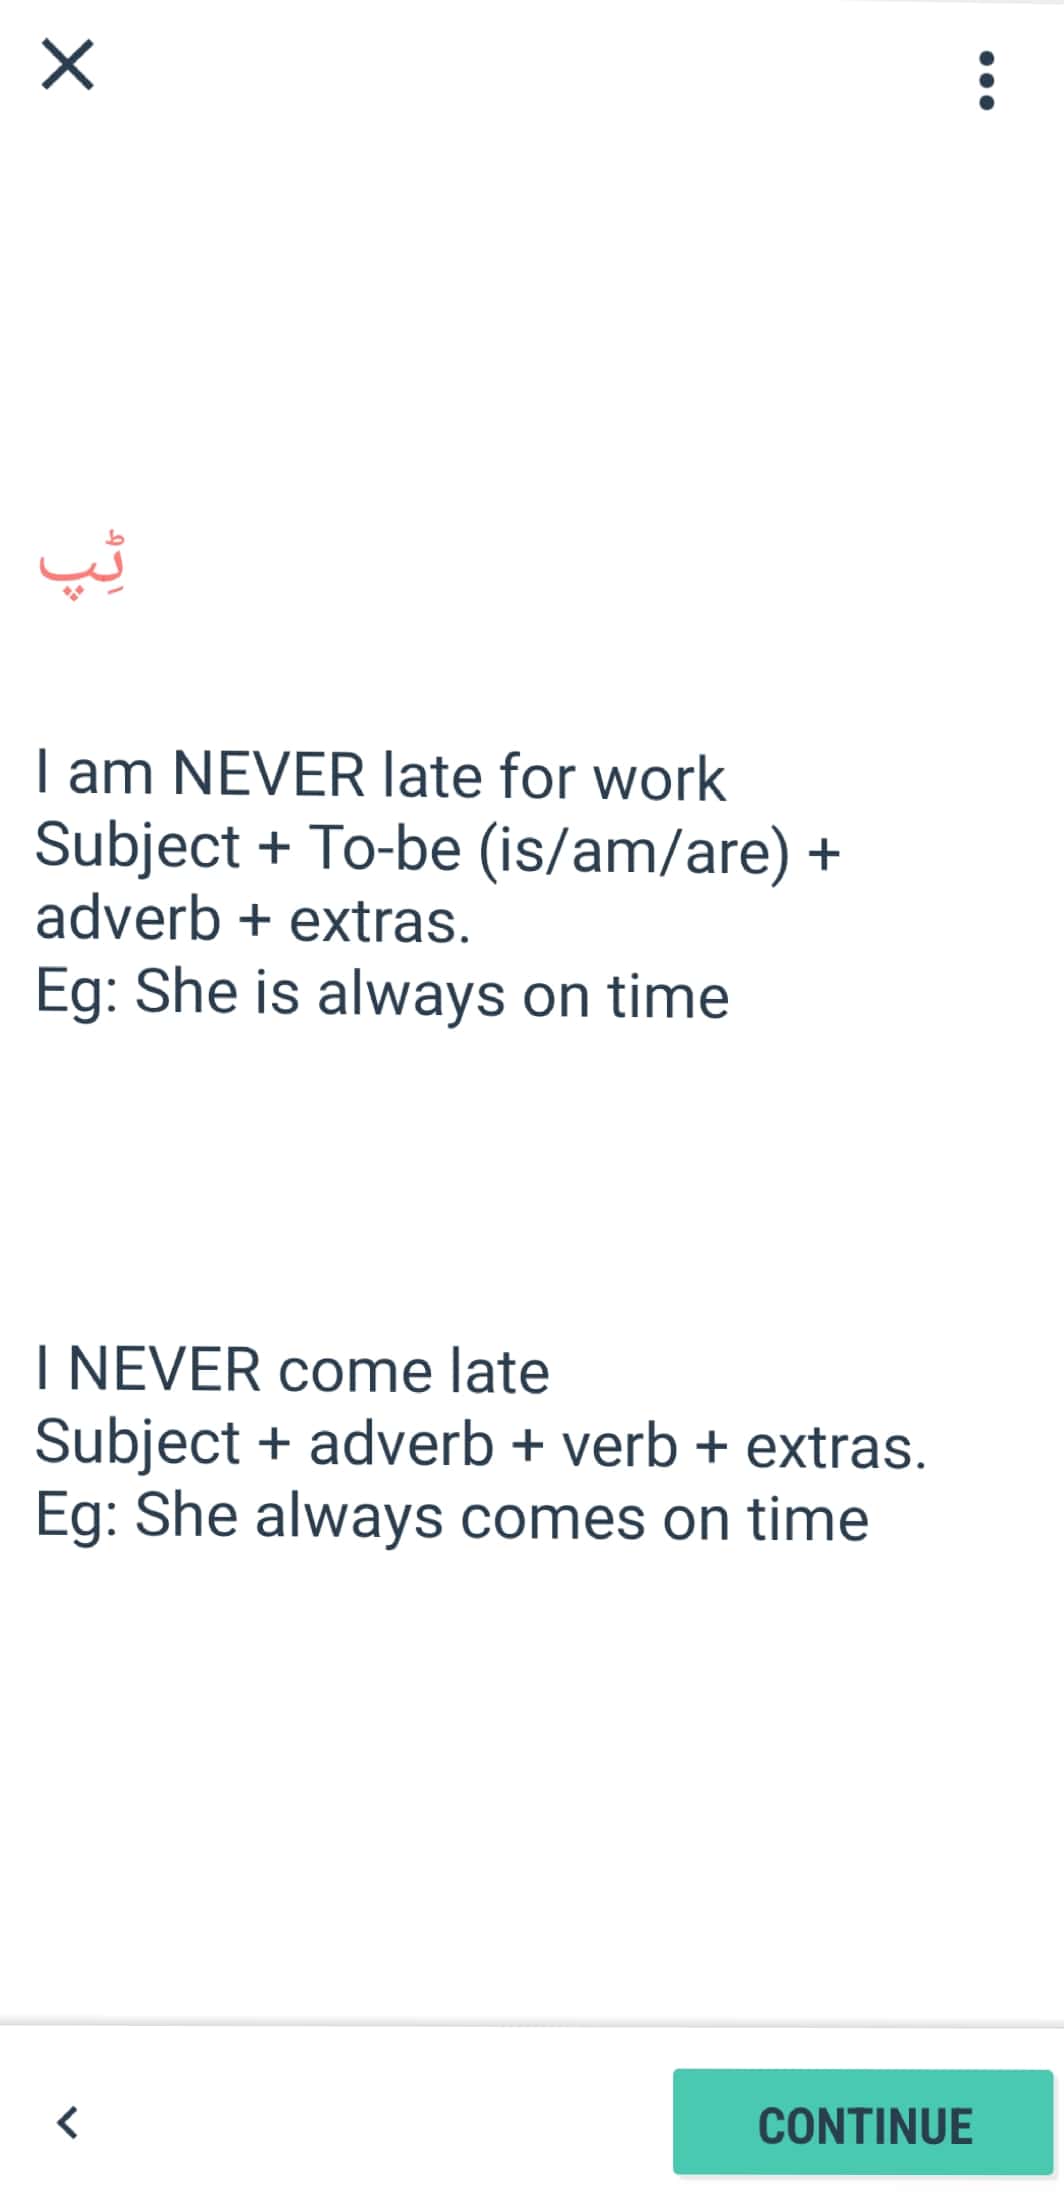 ٹِپ
I am NEVER late for work
Subject + To-be (is/am/are) +
adverb + extras.
Eg: She is always on time
I NEVER come late
Subject + adverb + verb + extras.
Eg: She always comes on time
CONTINUE